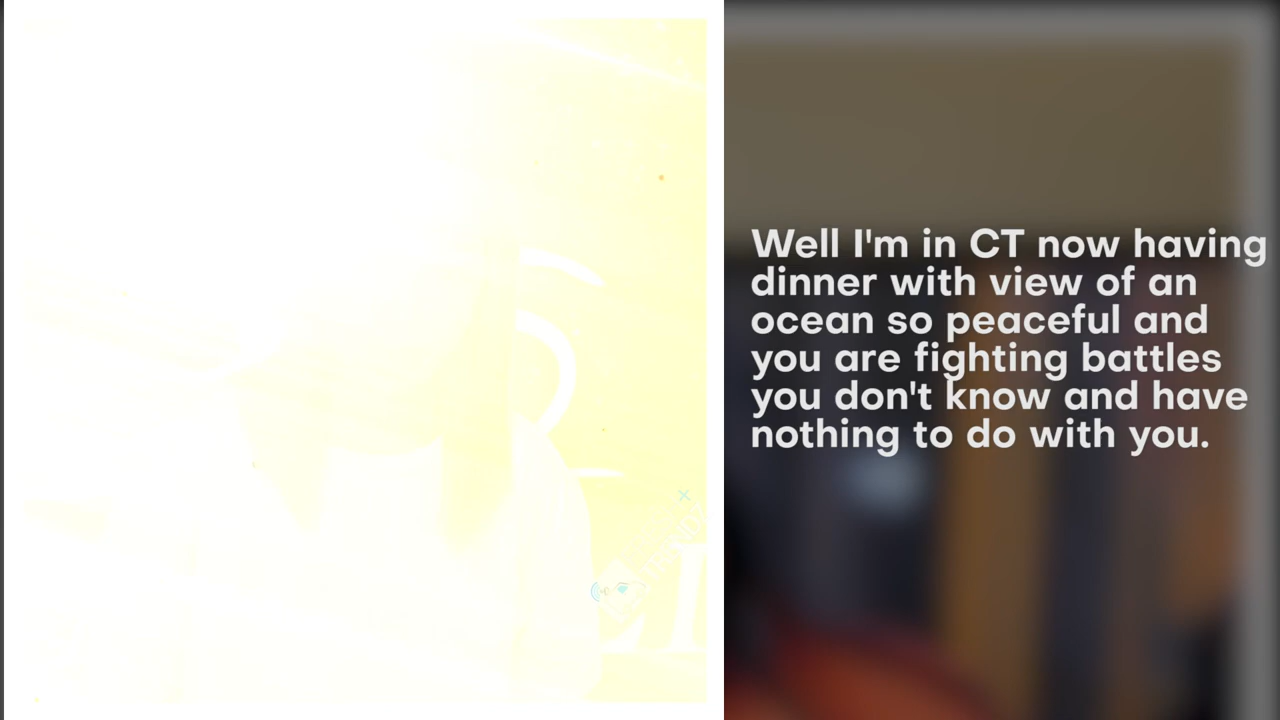 Well I'm in CT now having
dinner with view of an
ocean so peaceful and
you are fighting battles
you don't know and have
nothing to do with you.